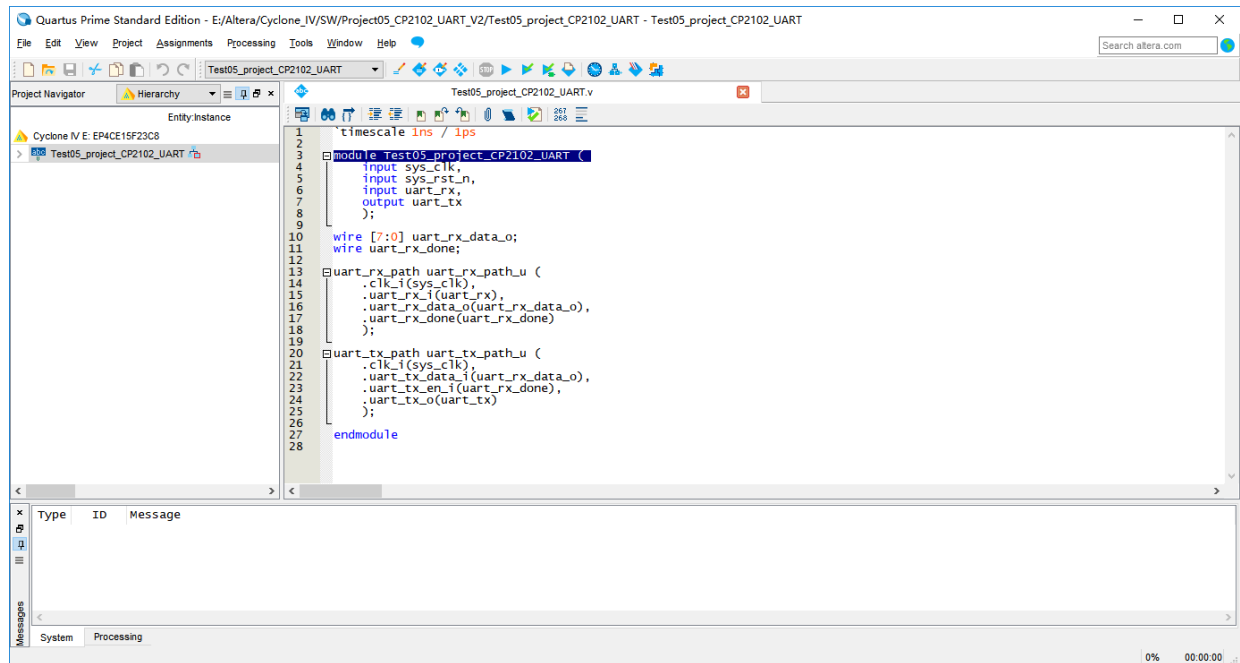 Quartus Prime Standard Edition - E:/Altera/Cyclone_IV/SW/Project05_CP2102_UART_V2/Test05_project_CP2102_UART - Test05_project_CP2102_UART
File Edit View Project Assignments Processing Tools Window Help
Search altera.com
Test05_project_CP2102_UART
STOP
Project Navigator
Hierarchy
abc
Test05_project_CP2102_UART.v
Entity:Instance
267
268
Cyclone IV E: EP4CE15F23C8
abc Test05_project_CP2102_UART
1 `timescale 1ns / 1ps
2
3 module Test05_project_CP2102_UART (
4 input sys_clk,
5 input sys_rst_n,
6 input uart_rx,
7 output uart_tx
8 );
9
10 wire [7:0] uart_rx_data_o;
11 wire uart_rx_done;
12
13 uart_rx_path uart_rx_path_u (
14 .clk_i(sys_clk),
15 .uart_rx_i(uart_rx),
16 .uart_rx_data_o(uart_rx_data_o),
17 .uart_rx_done(uart_rx_done)
18 );
19
20 uart_tx_path uart_tx_path_u (
21 .clk_i(sys_clk),
22 .uart_tx_data_i(uart_rx_data_o),
23 .uart_tx_en_i(uart_rx_done),
24 .uart_tx_o(uart_tx)
25 );
26
27 endmodule
28
Type ID Message
Messages
System Processing
0% 00:00:00